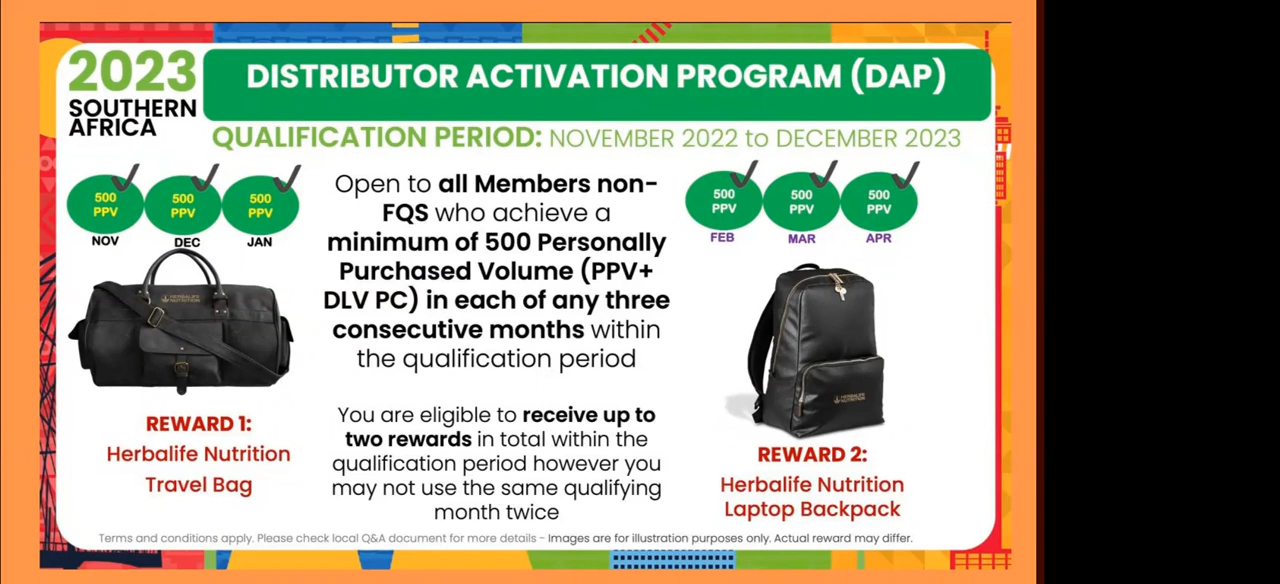 2023
SOUTHERN
AFRICA
DISTRIBUTOR ACTIVATION PROGRAM (DAP)
QUALIFICATION PERIOD: NOVEMBER 2022 to DECEMBER 2023
500
PPV
NOV
500
PPV
DEC
500
PPV
JAN
HERBALIFE
NUTRITION
REWARD 1:
Herbalife Nutrition
Travel Bag
Open to all Members non-
FQS who achieve a
minimum of 500 Personally
Purchased Volume (PPV+
DLV PC) in each of any three
consecutive months within
the qualification period
You are eligible to receive up to
two rewards in total within the
qualification period however you
may not use the same qualifying
month twice
500
PPV
FEB
500
PPV
MAR
500
PPV
APR
HERBALIFE
NUTRITION
REWARD 2:
Herbalife Nutrition
Laptop Backpack
Terms and conditions apply. Please check local Q&A document for more details - Images are for illustration purposes only. Actual reward may differ.